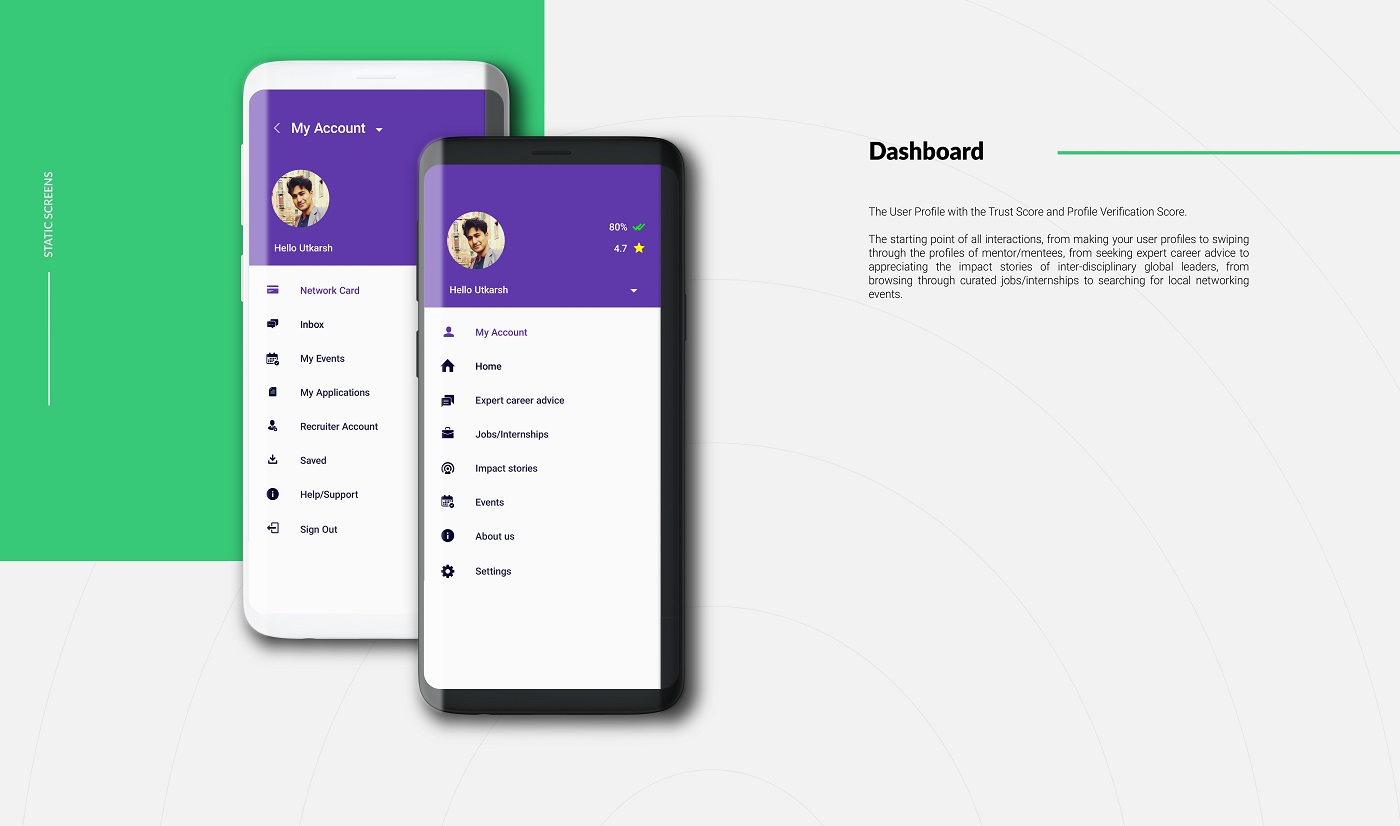 STATIC SCREENS
My Account
Hello Utkarsh
Network Card
Inbox
My Events
My Applications
Recruiter Account
Saved
Help/Support
Sign Out
80%
4.7
Hello Utkarsh
My Account
Home
Expert career advice
Jobs/Internships
Impact stories
Events
About us
Settings
Dashboard
The User Profile with the Trust Score and Profile Verification Score.
The starting point of all interactions, from making your user profiles to swiping
through the profiles of mentor/mentees, from seeking expert career advice to
appreciating the impact stories of inter-disciplinary global leaders, from
browsing through curated jobs/internships to searching for local networking
events.